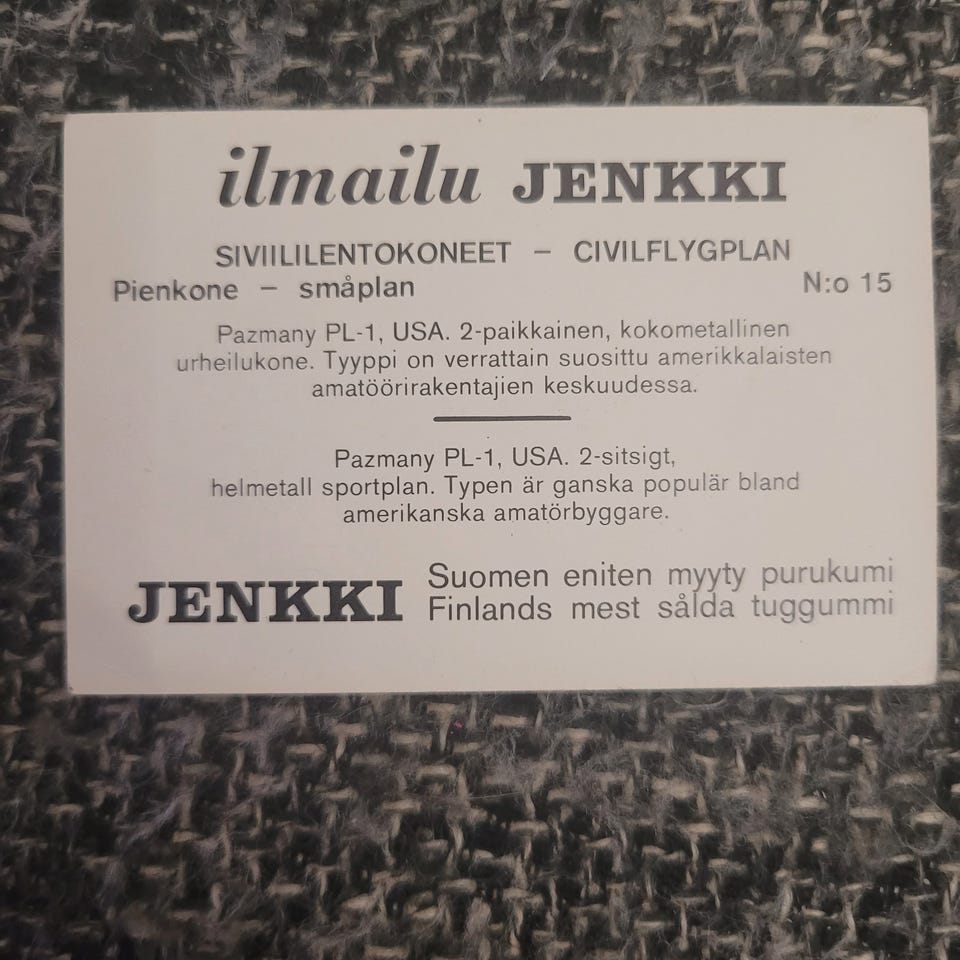 ilmailu JENKKI
SIVIILILENTOKONEET – CIVILFLYGPLAN
Pienkone – småplan N:o 15
Pazmany PL-1, USA. 2-paikkainen, kokometallinen
urheilukone. Tyyppi on verrattain suosittu amerikkalaisten
amatöörirakentajien keskuudessa.
Pazmany PL-1, USA. 2-sitsigt,
helmetall sportplan. Typen är ganska populär bland
amerikanska amatörbyggare.
JENKKI Suomen eniten myyty purukumi
Finlands mest sålda tuggummi